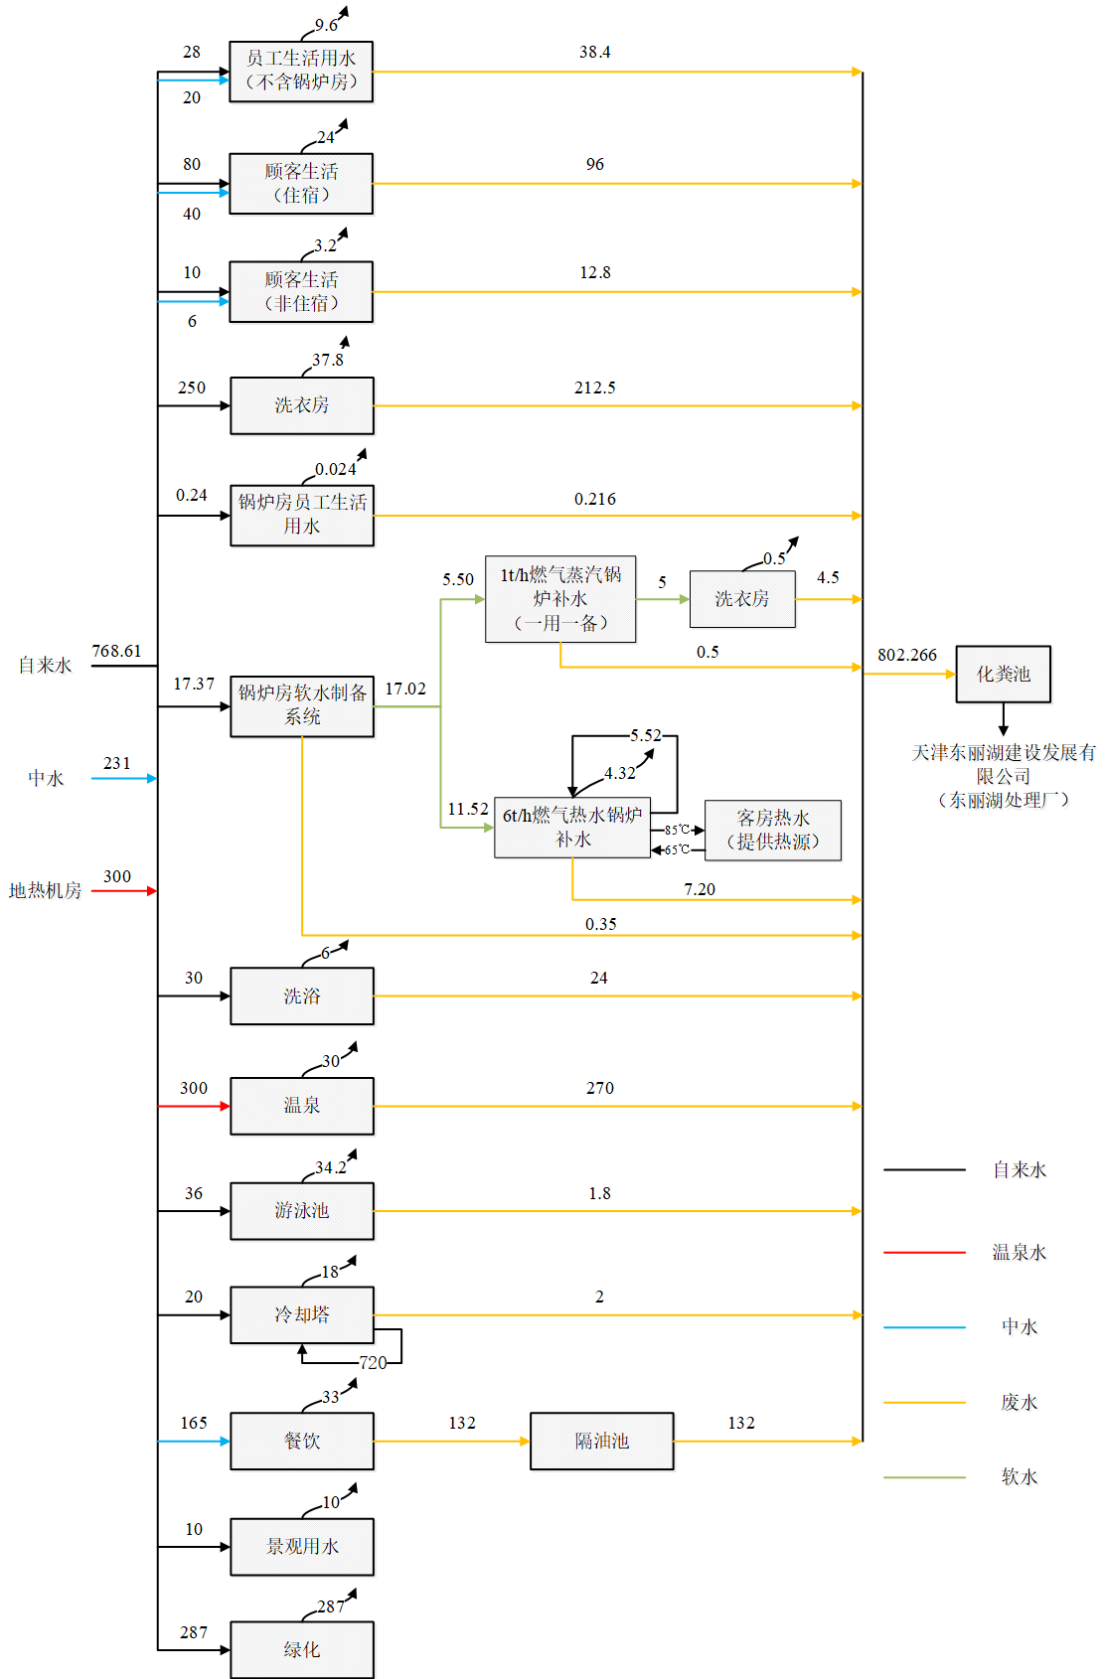 9.6
28
员工生活用水
（不含锅炉房）
38.4
20
24
80
顾客生活
（住宿）
96
40
3.2
10
顾客生活
（非住宿）
12.8
6
37.8
250
洗衣房
212.5
0.024
0.24
锅炉房员工生活
用水
0.216
5.50
1t/h燃气蒸汽锅
炉补水
（一用一备）
5
0.5
洗衣房
4.5
0.5
自来水
768.61
17.37
锅炉房软水制备
系统
17.02
802.266
化粪池
天津东丽湖建设发展有
限公司
（东丽湖处理厂）
中水
231
5.52
4.32
11.52
6t/h燃气热水锅炉
补水
85℃
65℃
客房热水
（提供热源）
7.20
地热机房
300
0.35
6
30
洗浴
24
30
300
温泉
270
34.2
36
游泳池
1.8
18
20
冷却塔
2
720
33
165
餐饮
132
隔油池
132
10
10
景观用水
287
287
绿化
自来水
温泉水
中水
废水
软水